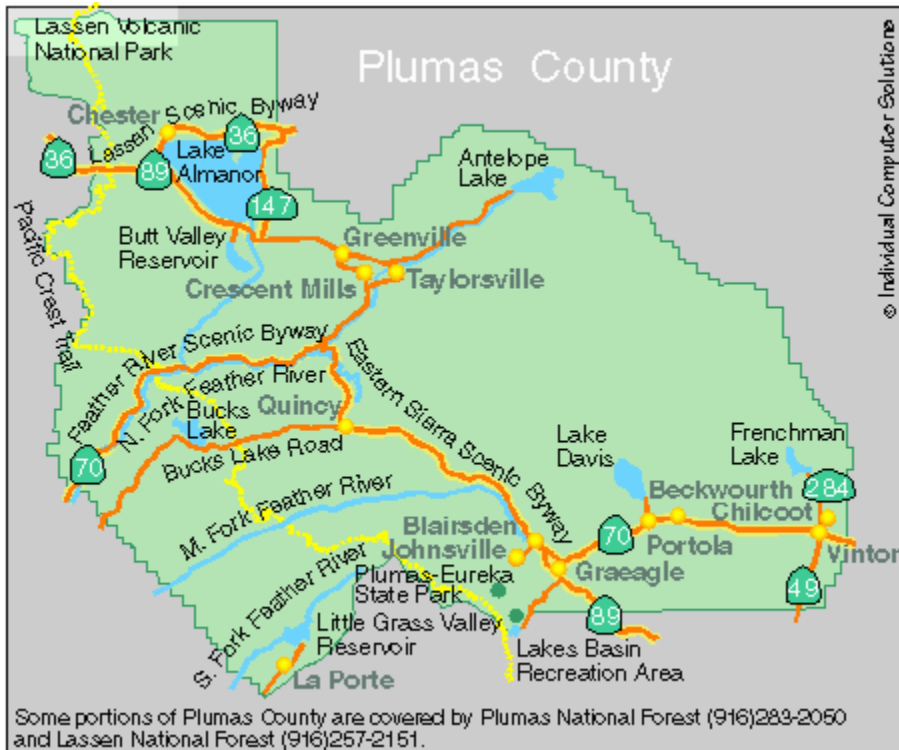 Lassen Volcanic
National Park
Plumas County
© Individual Computer Solutions
Chester
Lassen Scenic Byway
36
36
89
Lake
Almanor
147
Antelope
Lake
Pacific Crest Trail
Butt Valley
Reservoir
Greenville
Crescent Mills
Taylorsville
Feather River Scenic Byway
N. Fork Feather River
Eastern Sierra Scenic Byway
Quincy
Bucks
Lake
Bucks Lake Road
70
M. Fork Feather River
Lake
Davis
Frenchman
Lake
284
Beckwourth
Chilcoot
Blairsden
Johnsville
70
Portola
Vinton
Graeagle
Plumas-Eureka
State Park
49
89
S. Fork Feather River
Little Grass Valley
Reservoir
Lakes Basin
Recreation Area
La Porte
Some portions of Plumas County are covered by Plumas National Forest (916)283-2050
and Lassen National Forest (916)257-2151.